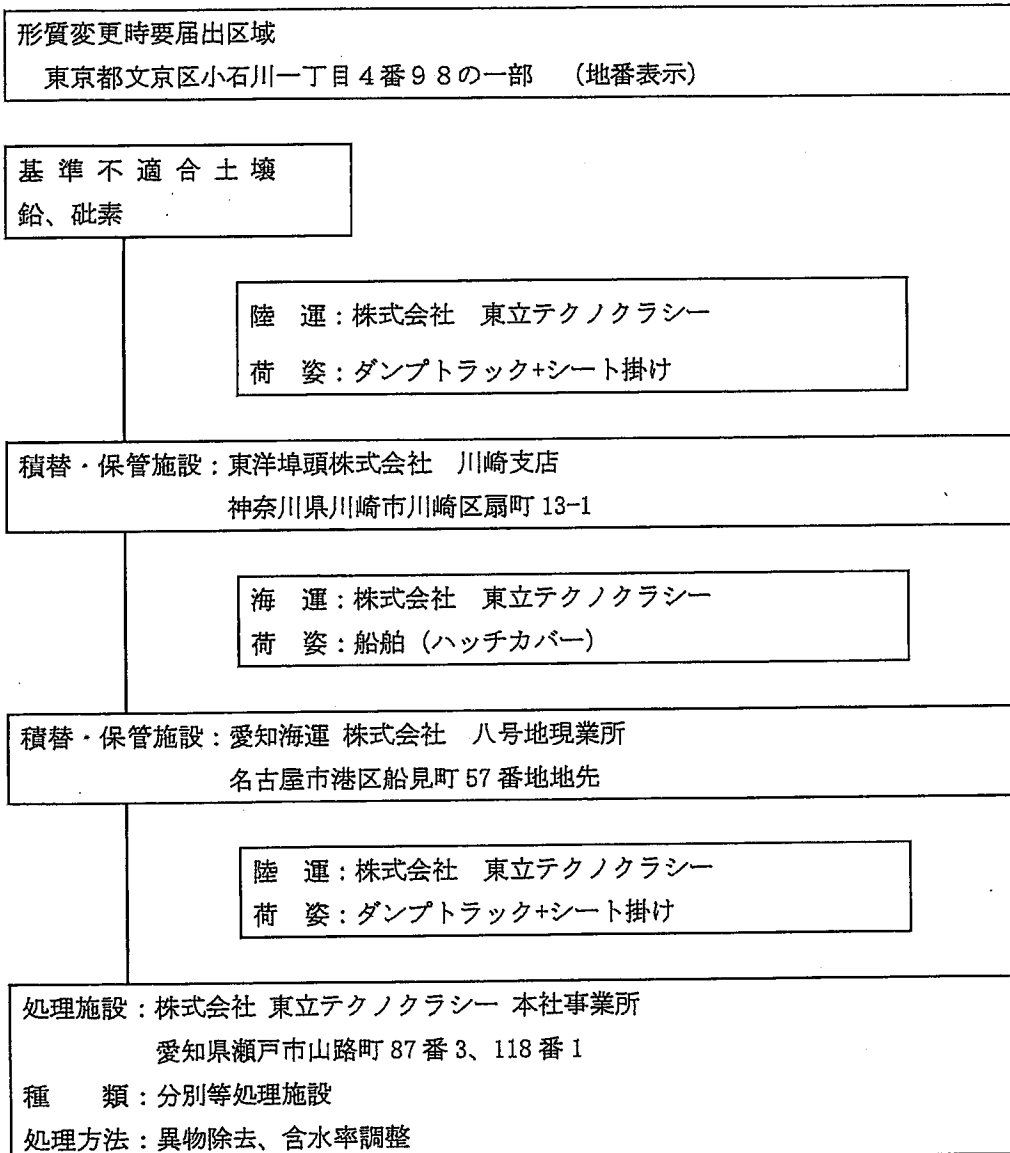 形質変更時要届出区域
東京都文京区小石川一丁目4番98の一部　（地番表示）
基 準 不 適 合 土 壌
鉛、砒素
陸　運：株式会社　東立テクノクラシー
荷　姿：ダンプトラック+シート掛け
積替・保管施設：東洋埠頭株式会社　川崎支店
神奈川県川崎市川崎区扇町 13-1
海　運：株式会社　東立テクノクラシー
荷　姿：船舶（ハッチカバー）
積替・保管施設：愛知海運 株式会社　八号地現業所
名古屋市港区船見町 57 番地地先
陸　運：株式会社　東立テクノクラシー
荷　姿：ダンプトラック+シート掛け
処理施設：株式会社 東立テクノクラシー 本社事業所
愛知県瀬戸市山路町 87 番 3、118 番 1
種　　類：分別等処理施設
処理方法：異物除去、含水率調整